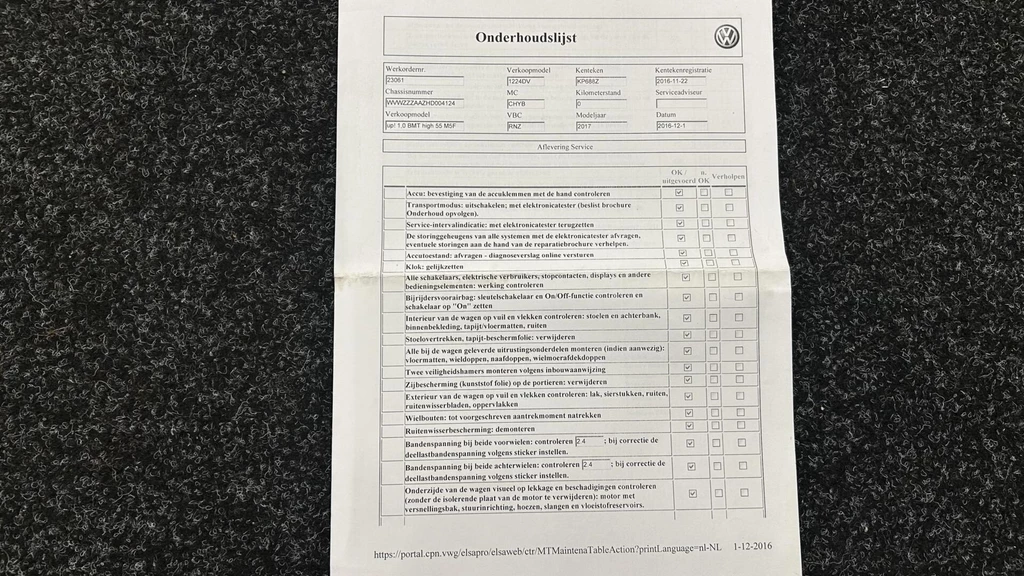 Onderhoudslijst
Werkordernr. Verkoopmodel Kenteken Kentekenregistratie
23061 1224DV KP686Z 2016-11-22
Chassisnummer MC Kilometerstand Serviceadviseur
WVWZZZAAZHD004124 CHYB 0
Verkoopmodel VBC Modeljaar Datum
up! 1.0 BMT high 55 M5F RNZ 2017 2016-12-1
Aflevering Service
OK / n. Verholpen
uitgevoerd OK
Accu: bevestiging van de accuklemmen met de hand controleren
Transportmodus: uitschakelen; met elektronicatester (beslist brochure
Onderhoud opvolgen).
Service-intervalindicatie: met elektronicatester terugzetten
De storinggeheugens van alle systemen met de elektronicatester afvragen,
eventuele storingen aan de hand van de reparatiebrochure verhelpen.
Accutoestand: afvragen - diagnoseverslag online versturen
Klok: gelijkzetten
Alle schakelaars, elektrische verbruikers, stopcontacten, displays en andere
bedieningselementen: werking controleren
Bijrijdersvoorairbag: sleutelschakelaar en On/Off-functie controleren en
schakelaar op "On" zetten
Interieur van de wagen op vuil en vlekken controleren: stoelen en achterbank,
binnenbekleding, tapijt/vloermatten, ruiten
Stoelovertrekken, tapijt-beschermfolie: verwijderen
Alle bij de wagen geleverde uitrustingsonderdelen monteren (indien aanwezig):
vloermatten, wieldoppen, naafdoppen, wielmoerafdekdoppen
Twee veiligheidshamers monteren volgens inbouwaanwijzing
Zijbescherming (kunststof folie) op de portieren: verwijderen
Exterieur van de wagen op vuil en vlekken controleren: lak, sierstukken, ruiten,
ruitenwisserbladen, oppervlakken
Wielbouten: tot voorgeschreven aantrekmoment natrekken
Ruitenwisserbescherming: demonteren
Bandenspanning bij beide voorwielen: controleren 2.4 ; bij correctie de
deellastbandenspanning volgens sticker instellen.
Bandenspanning bij beide achterwielen: controleren 2.4 ; bij correctie de
deellastbandenspanning volgens sticker instellen.
Onderzijde van de wagen visueel op lekkage en beschadigingen controleren
(zonder de isolerende plaat van de motor te verwijderen): motor met
versnellingsbak, stuurinrichting, hoezen, slangen en vloeistofreservoirs.
https://portal.cpn.vwg/elsapro/elsaweb/ctr/MTMaintenaTableAction?printLanguage=nl-NL 1-12-2016